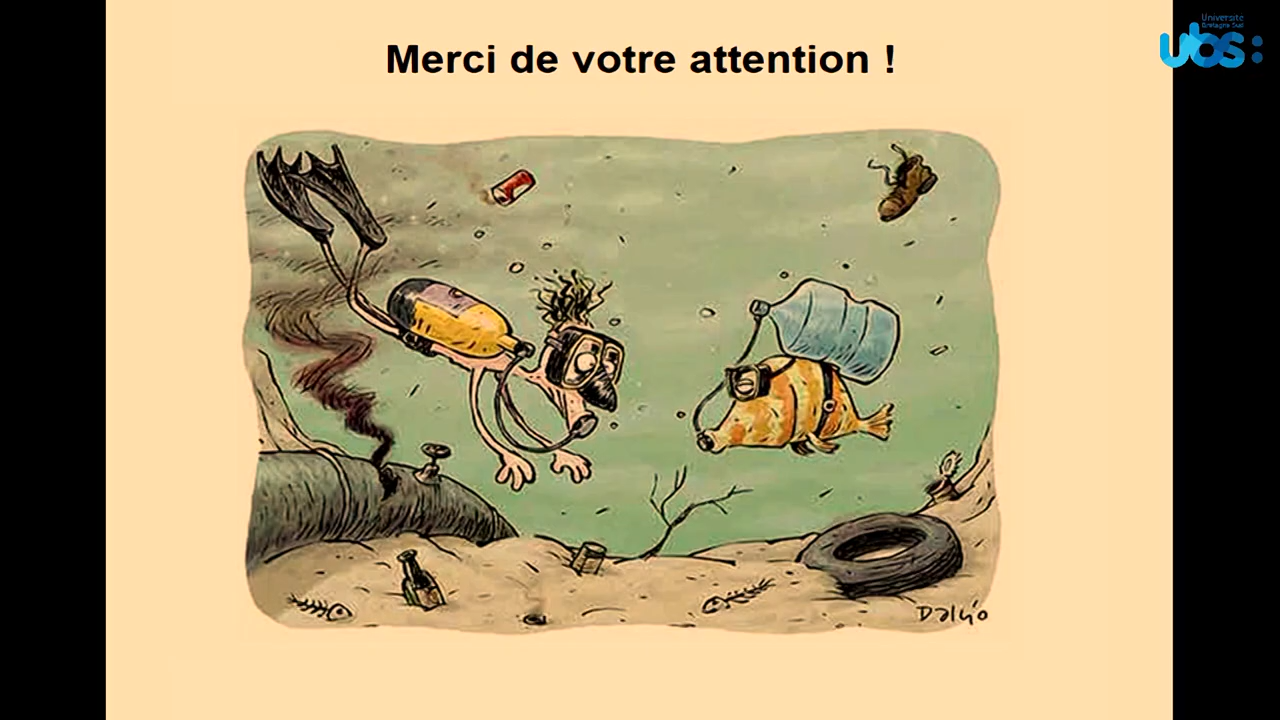 Merci de votre attention !
Université
Bretagne Sud
ubs:
Dalcio